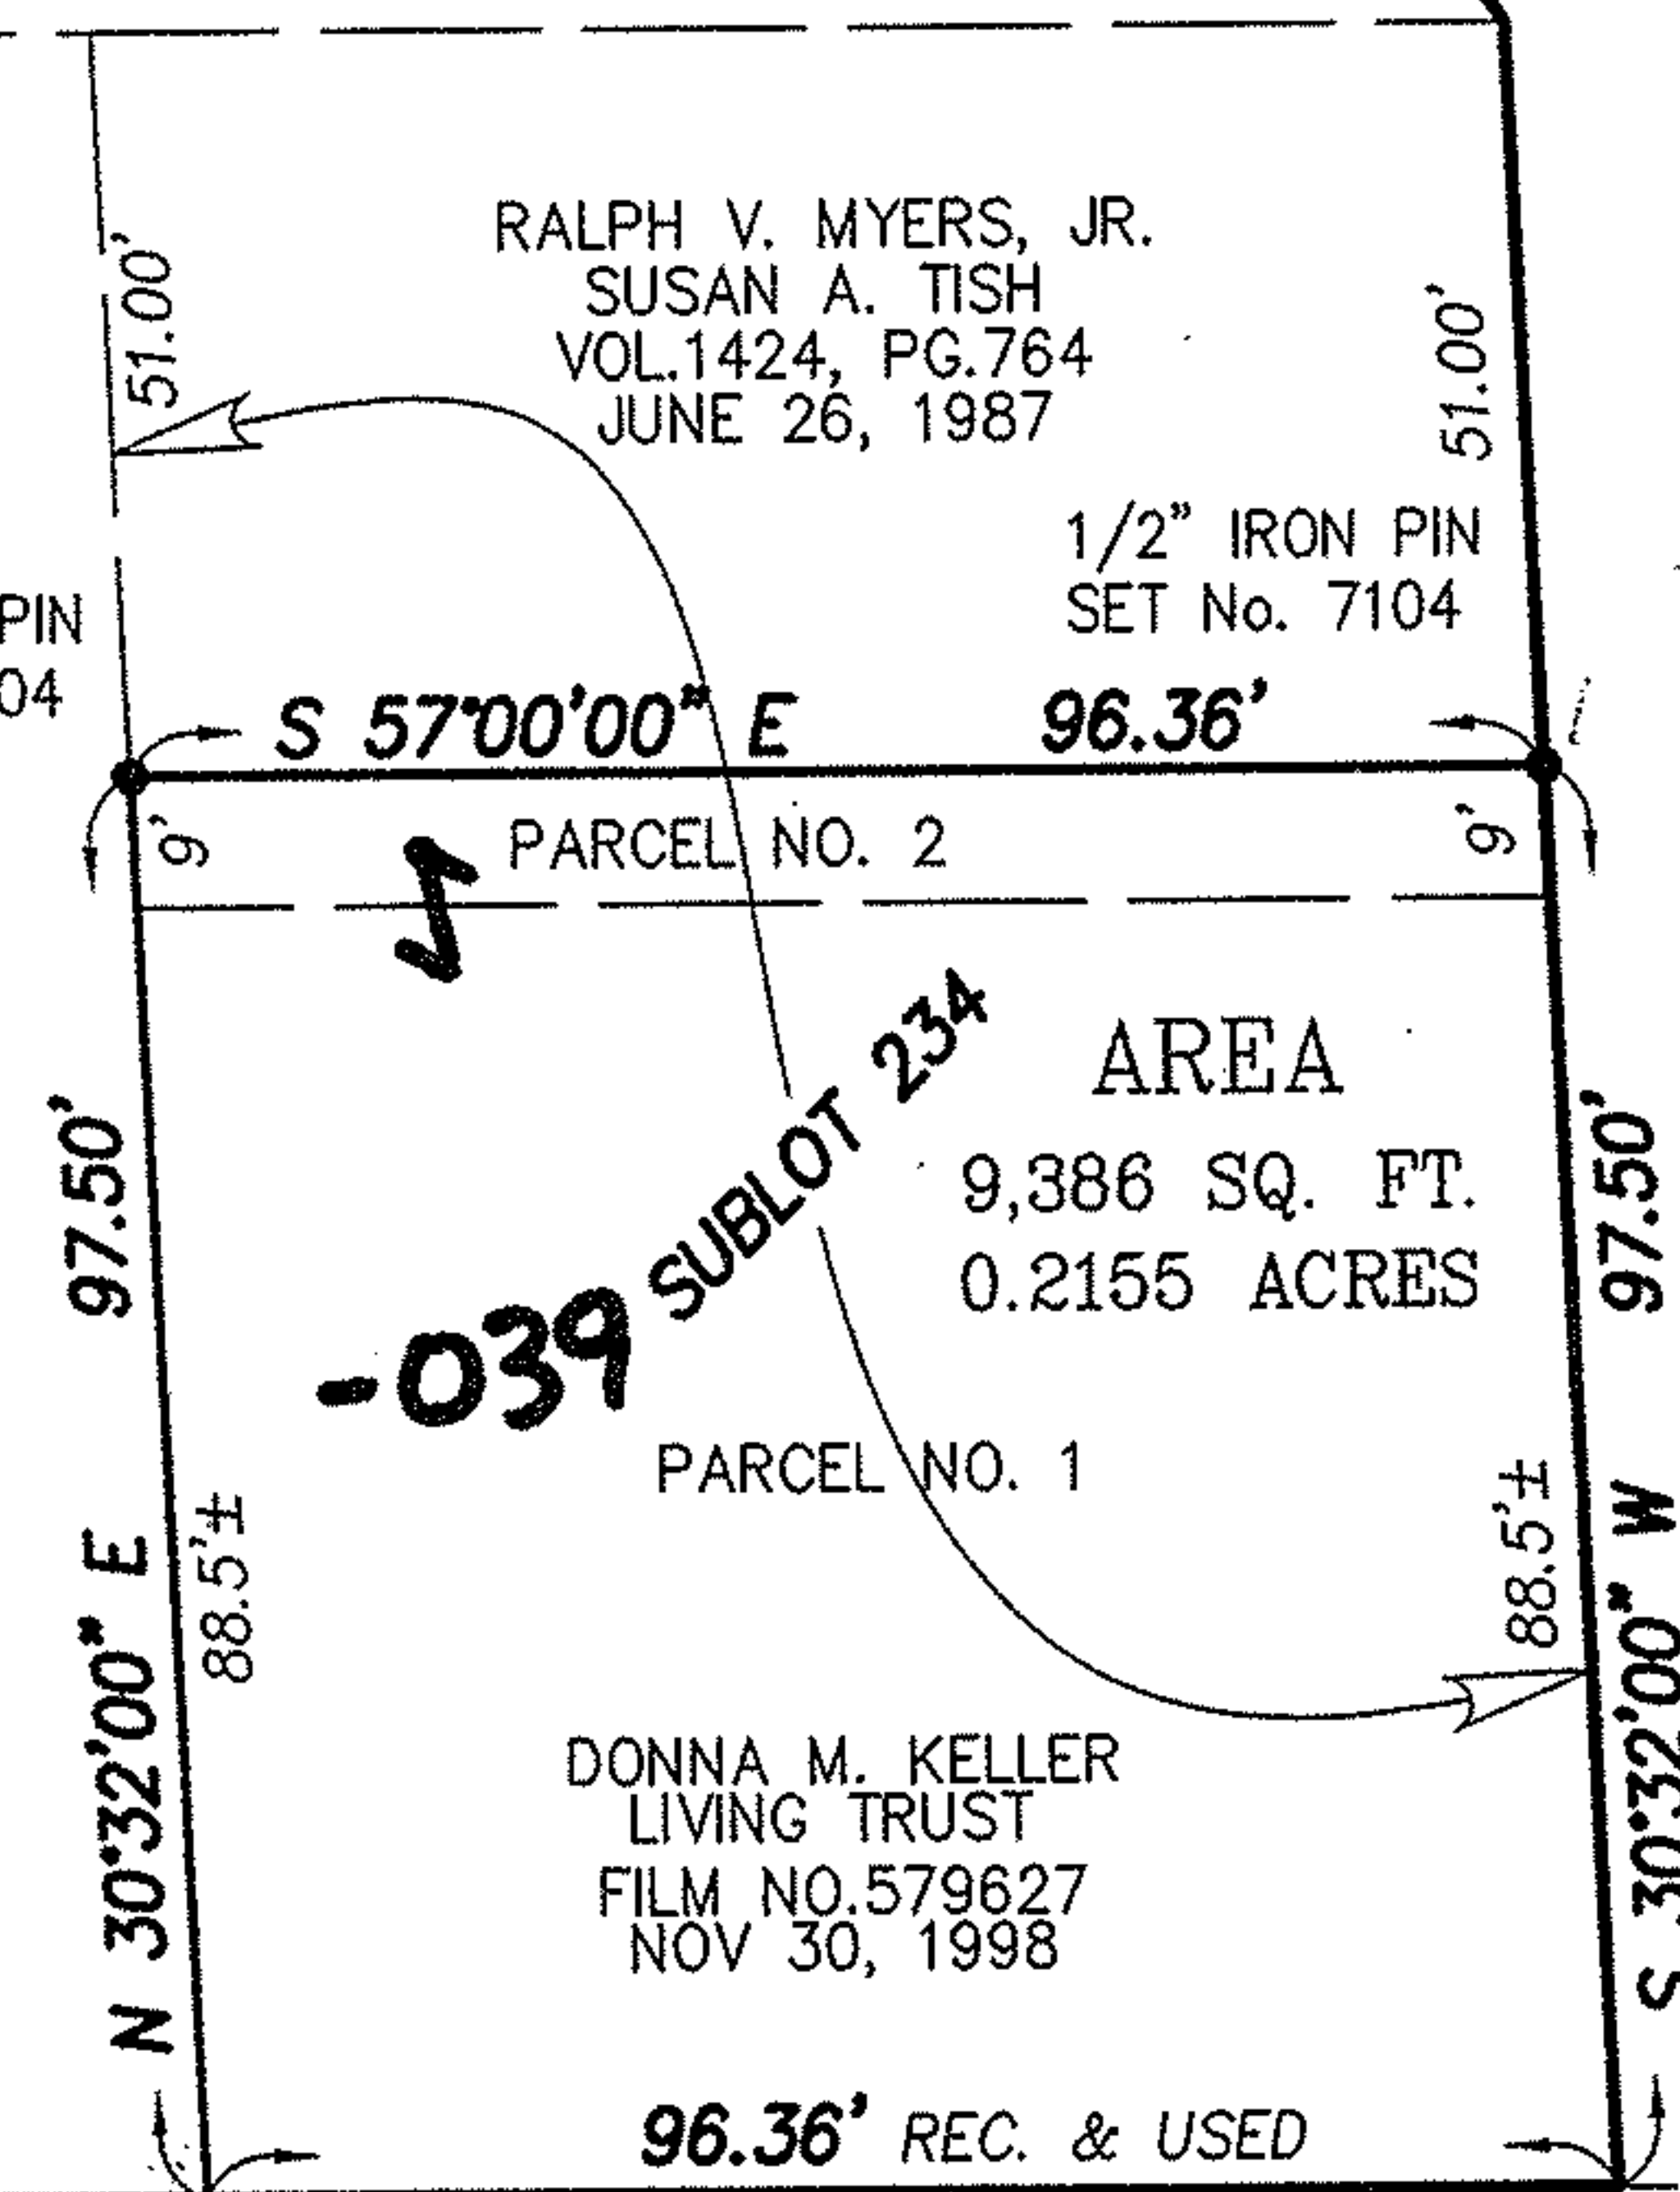 51.00'
RALPH V. MYERS, JR.
SUSAN A. TISH
VOL.1424, PG.764
JUNE 26, 1987
51.00'
1/2" IRON PIN
SET No. 7104
PIN
04
S 57°00'00" E 96.36'
9'
PARCEL NO. 2
9'
SUBLOT 234
-039
AREA
9,386 SQ. FT.
0.2155 ACRES
N 30°32'00" E 97.50'
S 30°32'00" W 97.50'
PARCEL NO. 1
88.5'±
88.5'±
DONNA M. KELLER
LIVING TRUST
FILM NO.579627
NOV 30, 1998
96.36' REC. & USED